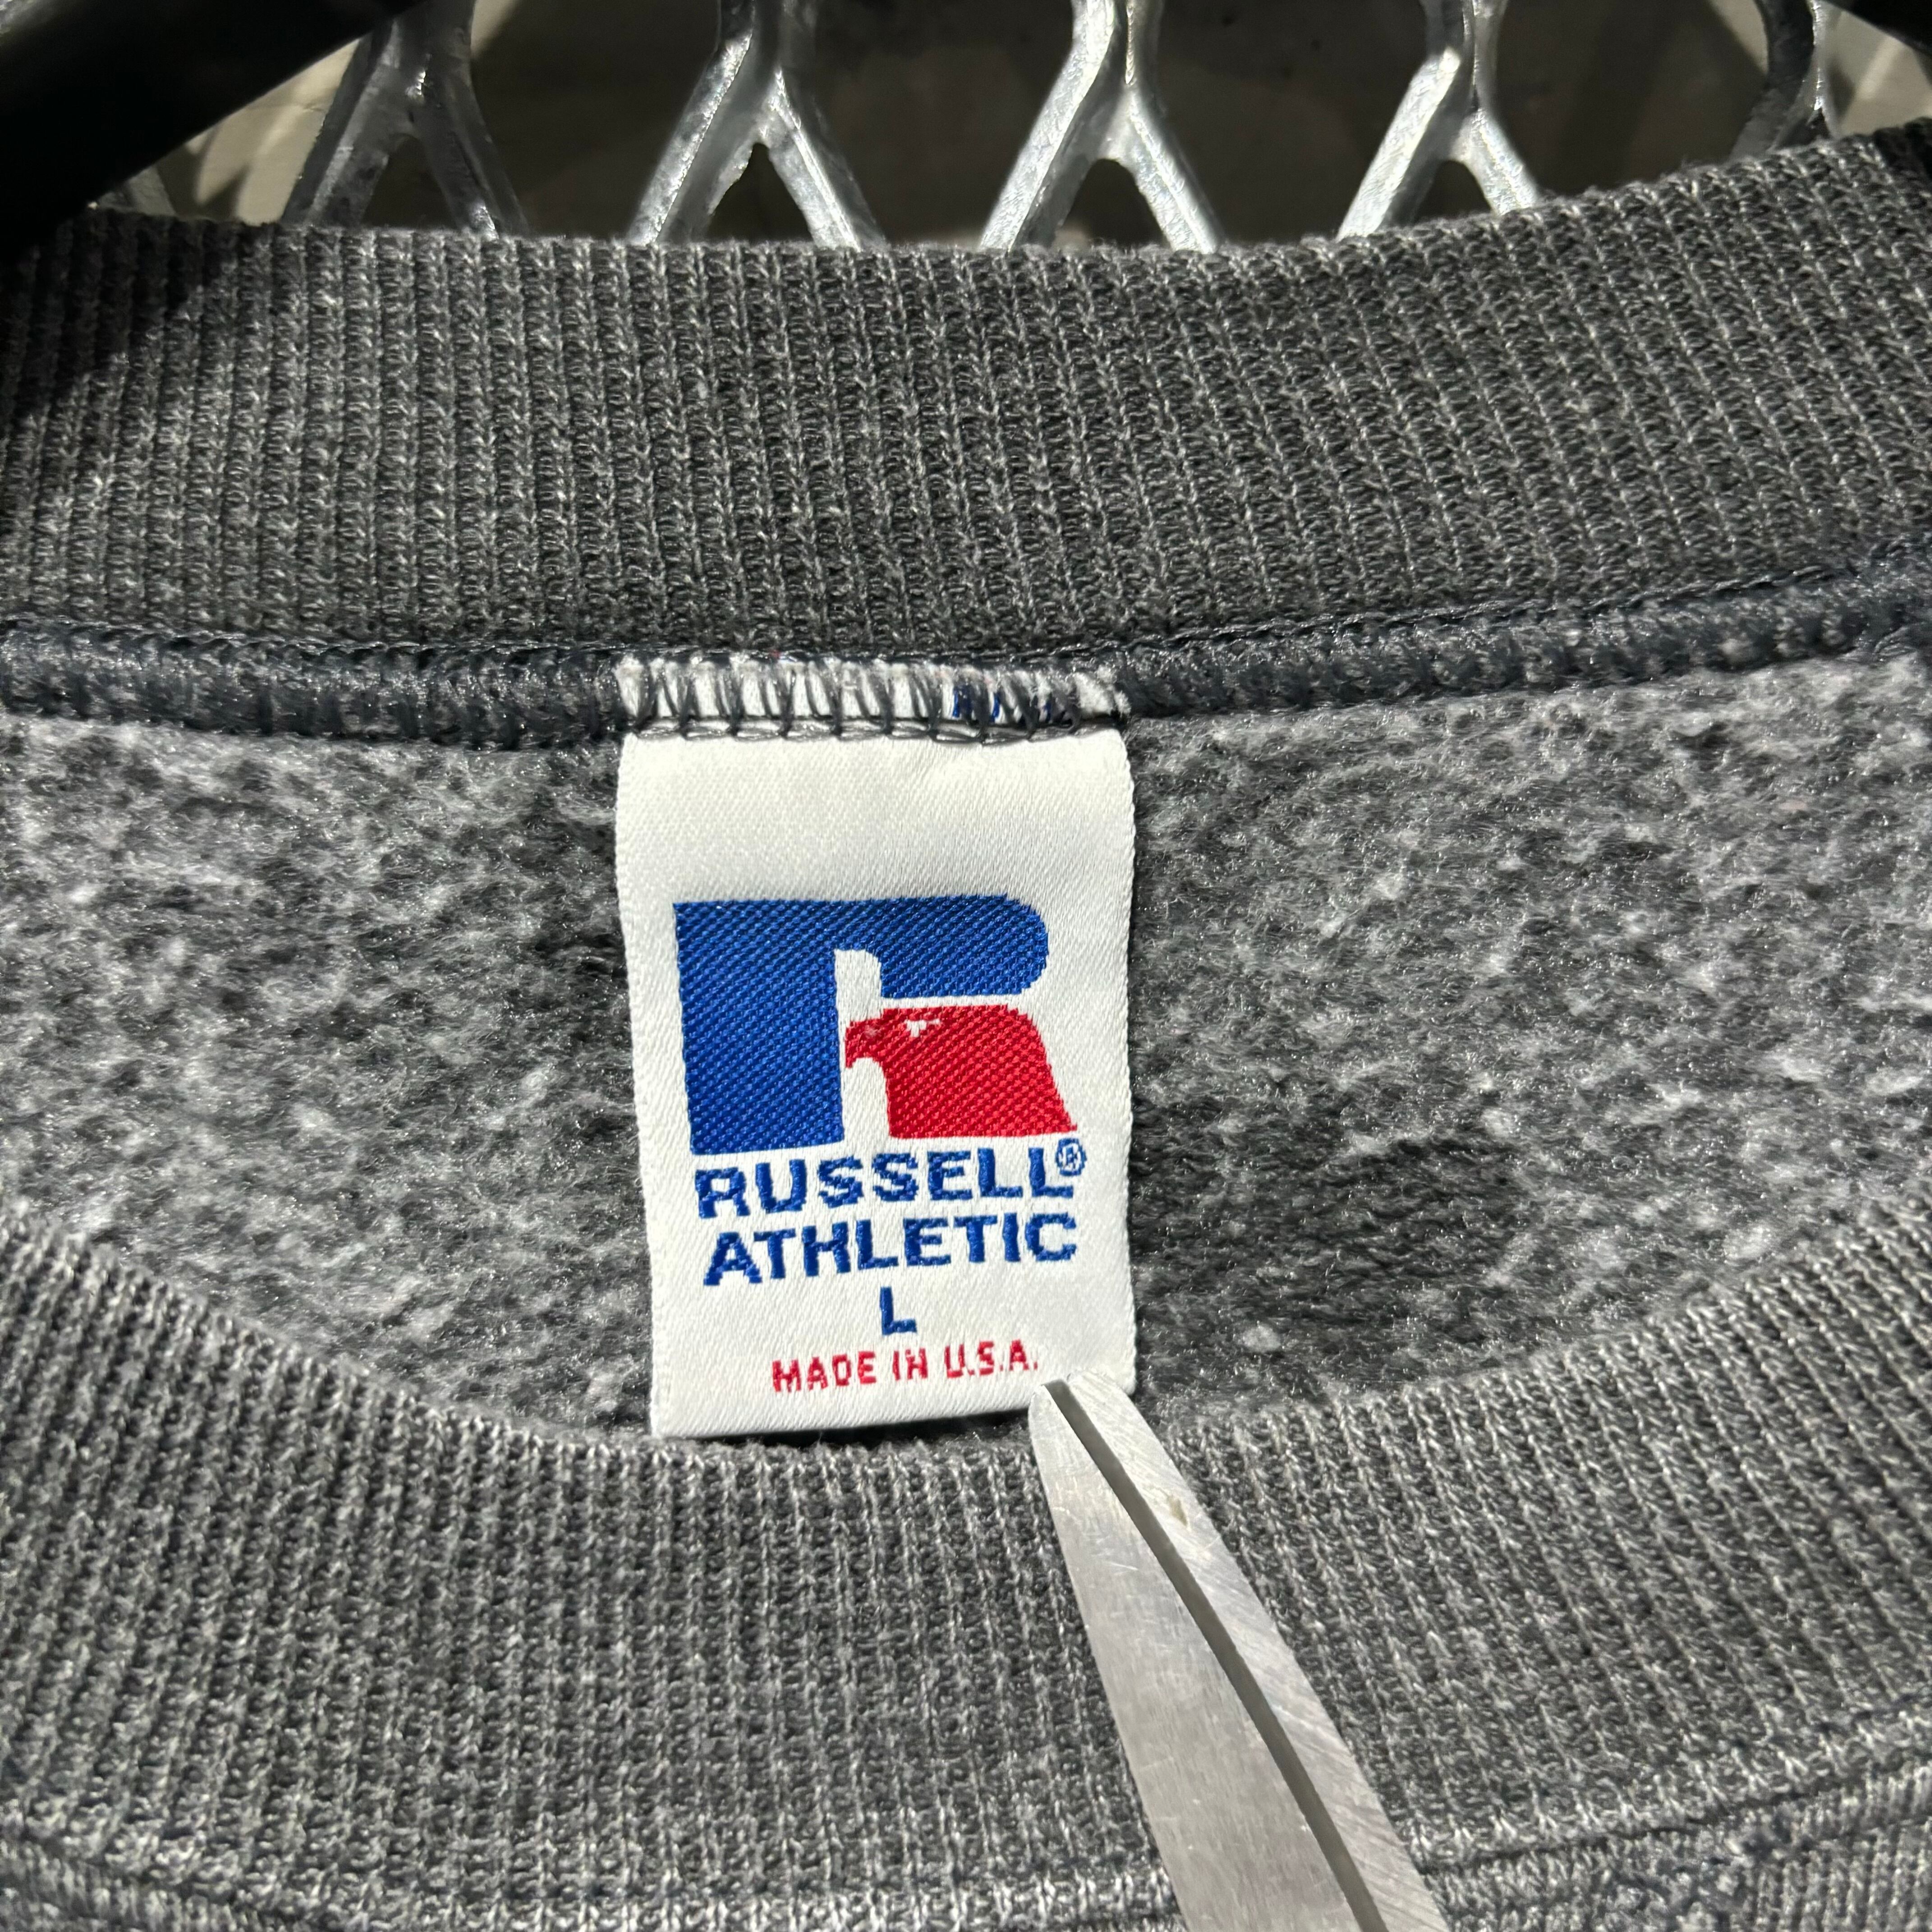 RUSSELL®
ATHLETIC
L
MADE IN U.S.A.